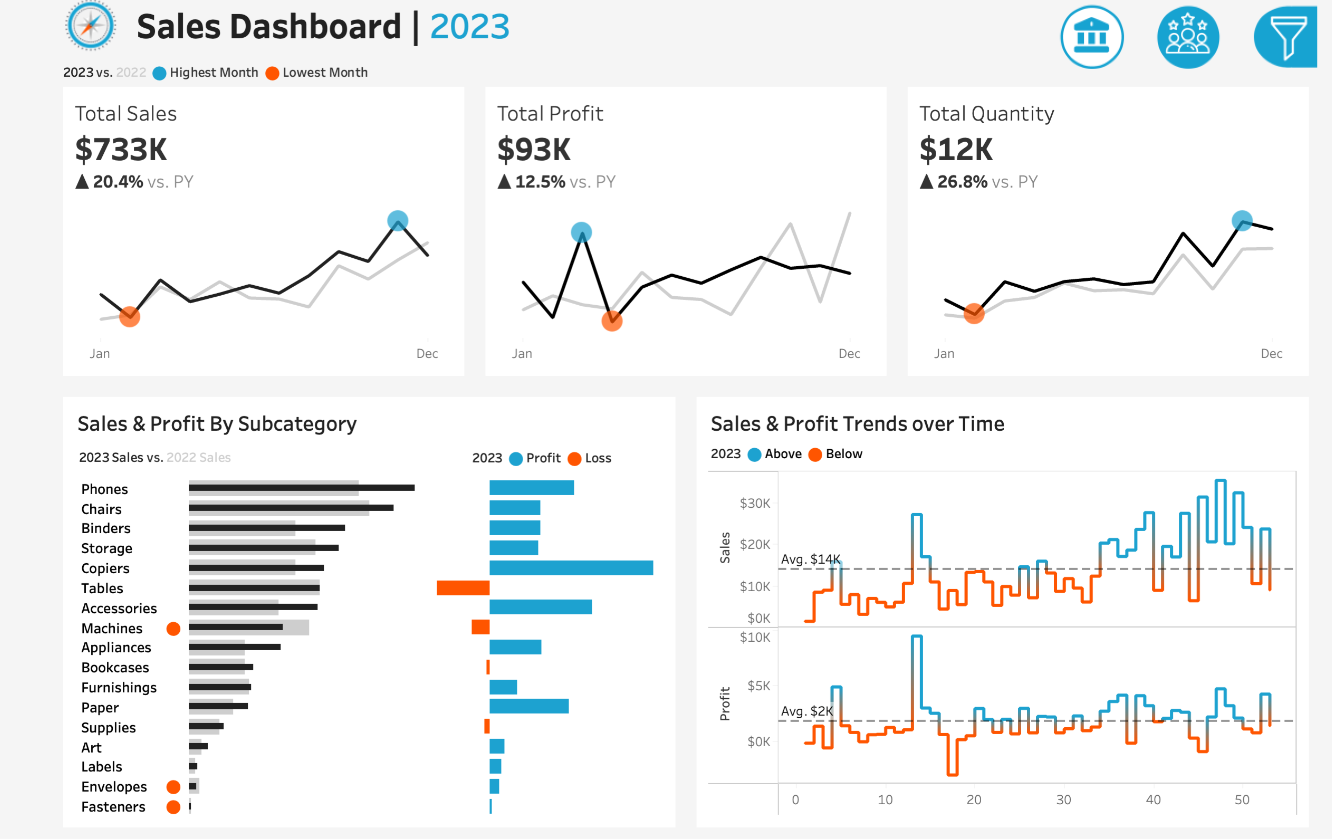 Sales Dashboard | 2023
2023 vs. 2022 Highest Month Lowest Month
Total Sales
$733K
▲ 20.4% vs. PY
Jan Dec
Total Profit
$93K
▲ 12.5% vs. PY
Jan Dec
Total Quantity
$12K
▲ 26.8% vs. PY
Jan Dec
Sales & Profit By Subcategory
2023 Sales vs. 2022 Sales
2023 Profit Loss
Phones
Chairs
Binders
Storage
Copiers
Tables
Accessories
Machines
Appliances
Bookcases
Furnishings
Paper
Supplies
Art
Labels
Envelopes
Fasteners
Sales & Profit Trends over Time
2023 Above Below
Sales
$30K
$20K
Avg. $14K
$10K
$0K
Profit
$10K
$5K
Avg. $2K
$0K
0 10 20 30 40 50